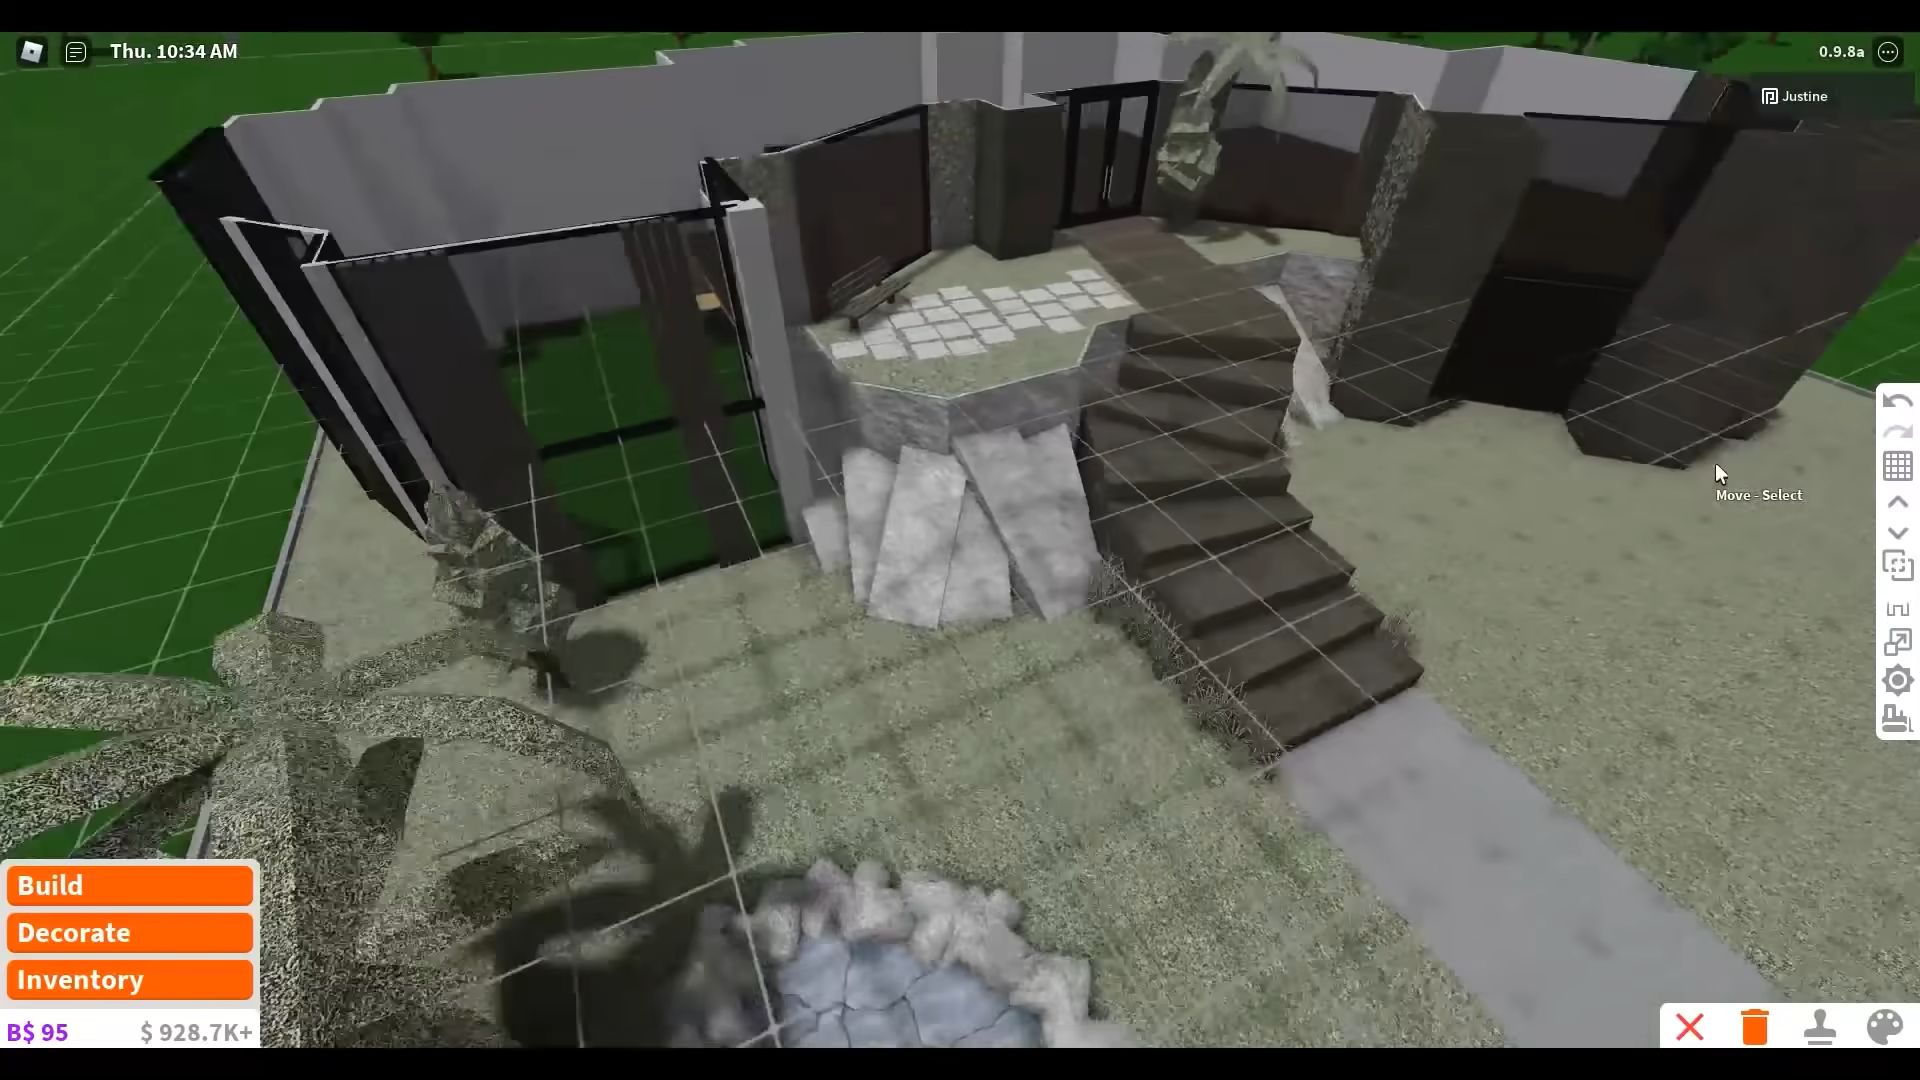 Thu. 10:34 AM
0.9.8a
Justine
Move - Select
Build
Decorate
Inventory
B$ 95
$ 928.7K+